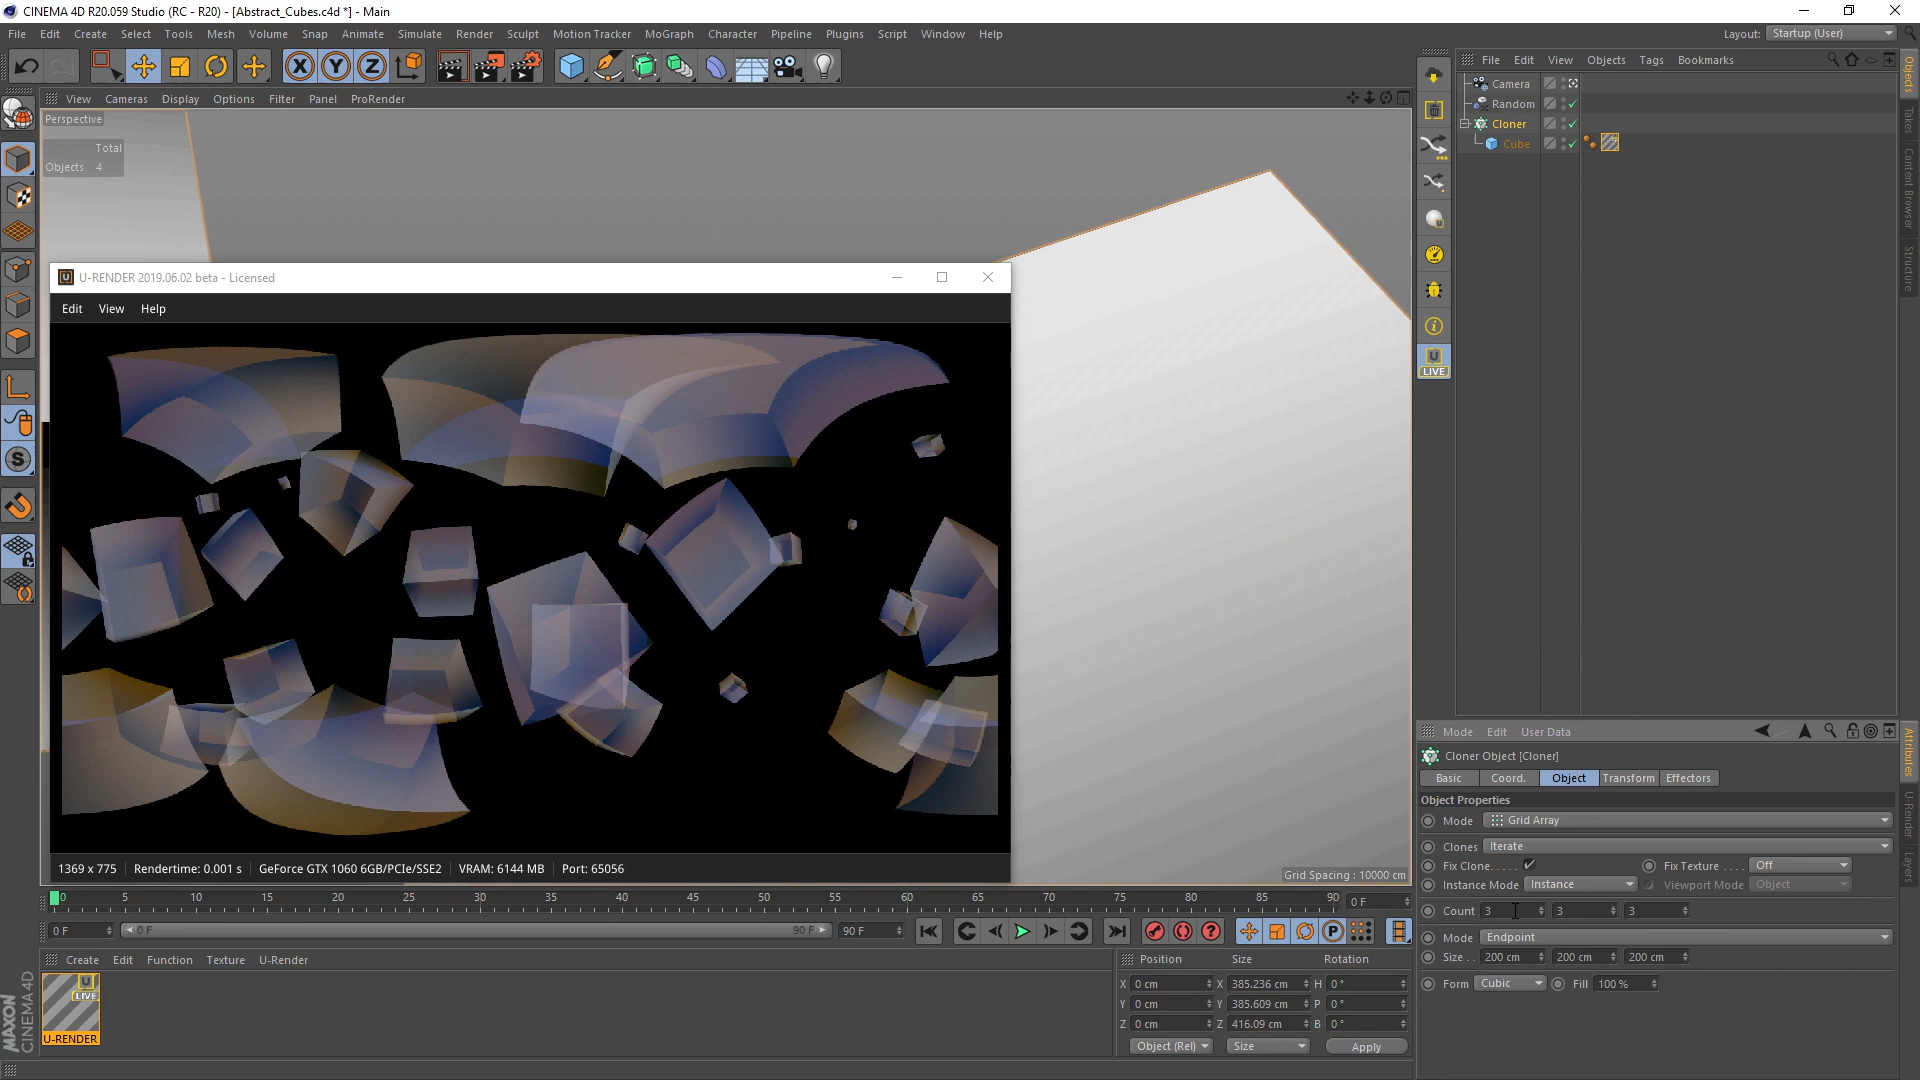 CINEMA 4D R20.059 Studio (RC - R20) - [Abstract_Cubes.c4d *] - Main
File Edit Create Select Tools Mesh Volume Snap Animate Simulate Render Sculpt Motion Tracker MoGraph Character Pipeline Plugins Script Window Help
Layout: Startup (User)
View Cameras Display Options Filter Panel ProRender
Perspective
Total
Objects 4
U-RENDER 2019.06.02 beta - Licensed
Edit View Help
1369 x 775 Rendertime: 0.001 s GeForce GTX 1060 6GB/PCIe/SSE2 VRAM: 6144 MB Port: 65056
Grid Spacing : 10000 cm
0 5 10 15 20 25 30 35 40 45 50 55 60 65 70 75 80 85 90 0 F
0 F 0 F 90 F 90 F
Create Edit Function Texture U-Render
U
LIVE
U-RENDER
MAXON
CINEMA 4D
Position Size Rotation
X 0 cm X 385.236 cm H 0 °
Y 0 cm Y 385.609 cm P 0 °
Z 0 cm Z 416.09 cm B 0 °
Object (Rel) Size Apply
File Edit View Objects Tags Bookmarks
Camera
Random
Cloner
Cube
U
LIVE
Objects
Takes
Content Browser
Structure
Mode Edit User Data
Cloner Object [Cloner]
Basic Coord. Object Transform Effectors
Object Properties
Mode Grid Array
Clones Iterate
Fix Clone..... Fix Texture .... Off
Instance Mode Instance Viewport Mode Object
Count 3 3 3
Mode Endpoint
Size .. 200 cm 200 cm 200 cm
Form Cubic Fill 100 %
Attributes
U-Render
Layers